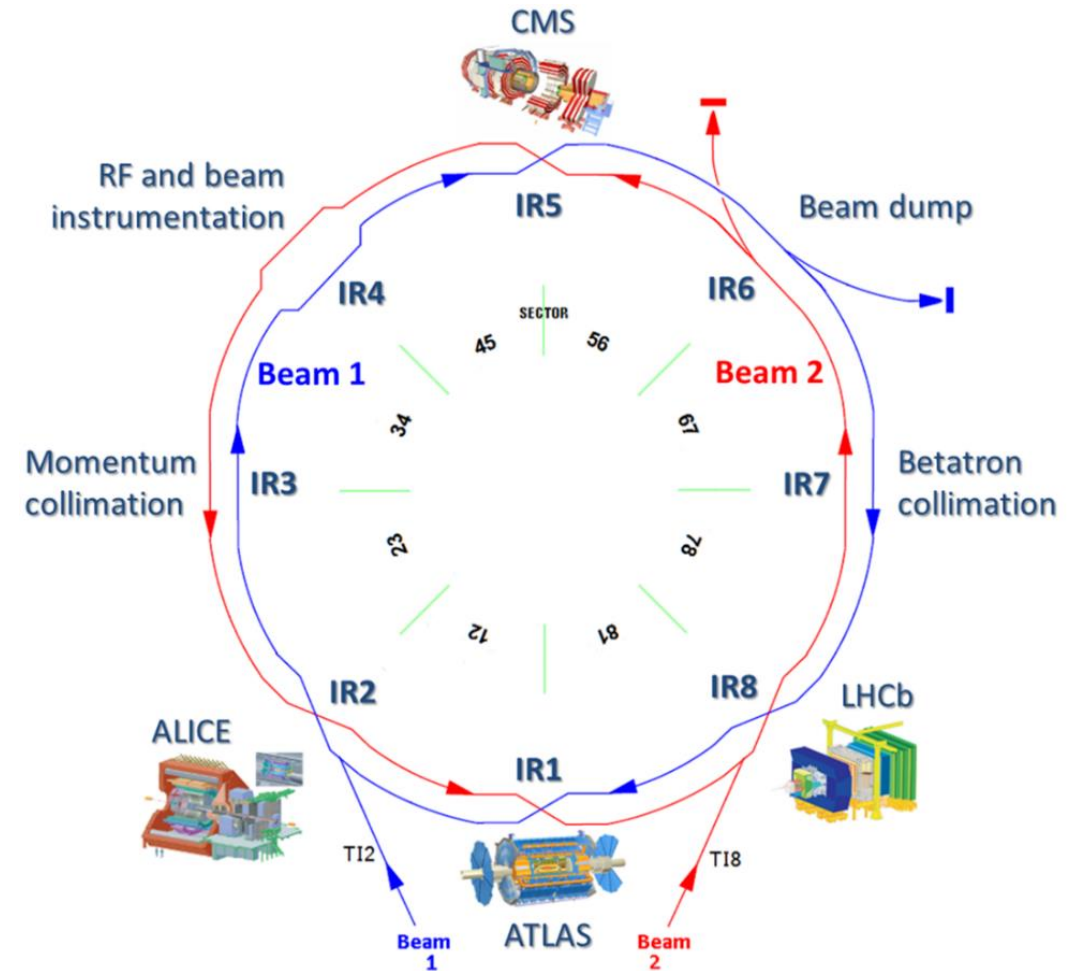 CMS
RF and beam
instrumentation
IR5
Beam dump
IR4
IR6
SECTOR
45
56
Beam 1
Beam 2
34
67
Momentum
collimation
IR3
IR7
Betatron
collimation
23
78
12
81
IR2
IR8
LHCb
ALICE
IR1
TI2
TI8
ATLAS
Beam
1
Beam
2